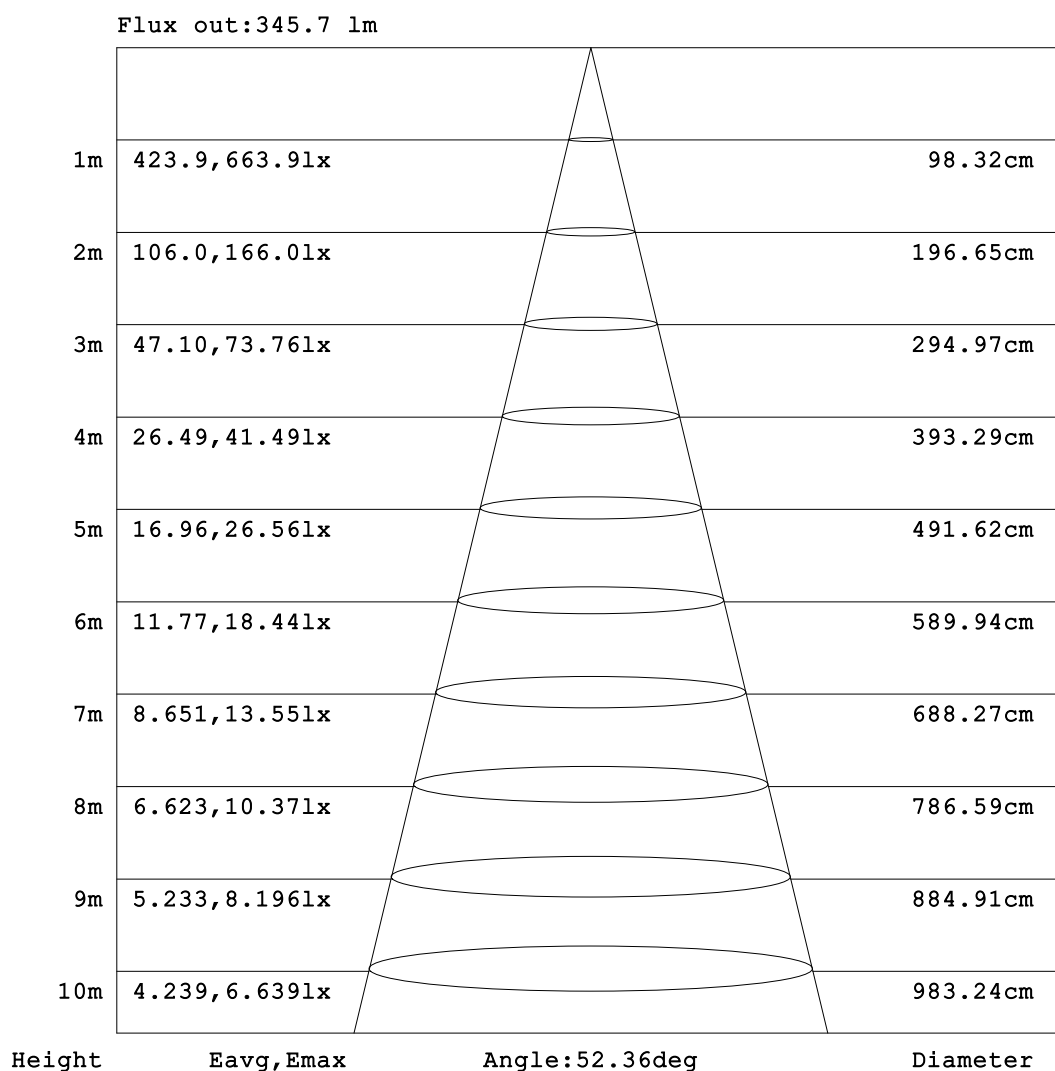 Flux out:345.7 lm
1m 423.9,663.9lx 98.32cm
2m 106.0,166.0lx 196.65cm
3m 47.10,73.76lx 294.97cm
4m 26.49,41.49lx 393.29cm
5m 16.96,26.56lx 491.62cm
6m 11.77,18.44lx 589.94cm
7m 8.651,13.55lx 688.27cm
8m 6.623,10.37lx 786.59cm
9m 5.233,8.196lx 884.91cm
10m 4.239,6.639lx 983.24cm
Height Eavg,Emax Angle:52.36deg Diameter